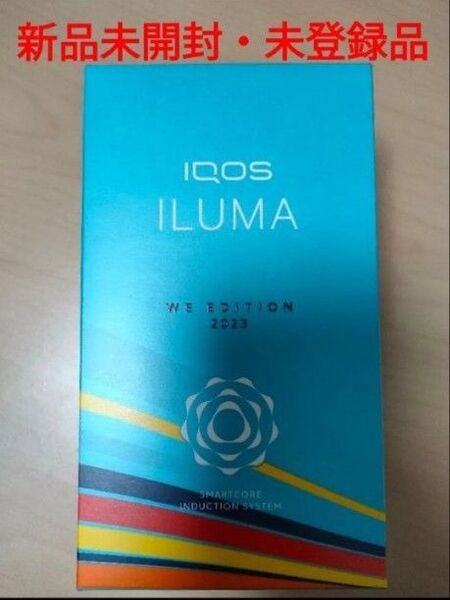 新品未開封・未登録品
IQOS
ILUMA
WE EDITION
2023
SMARTCORE
INDUCTION SYSTEM